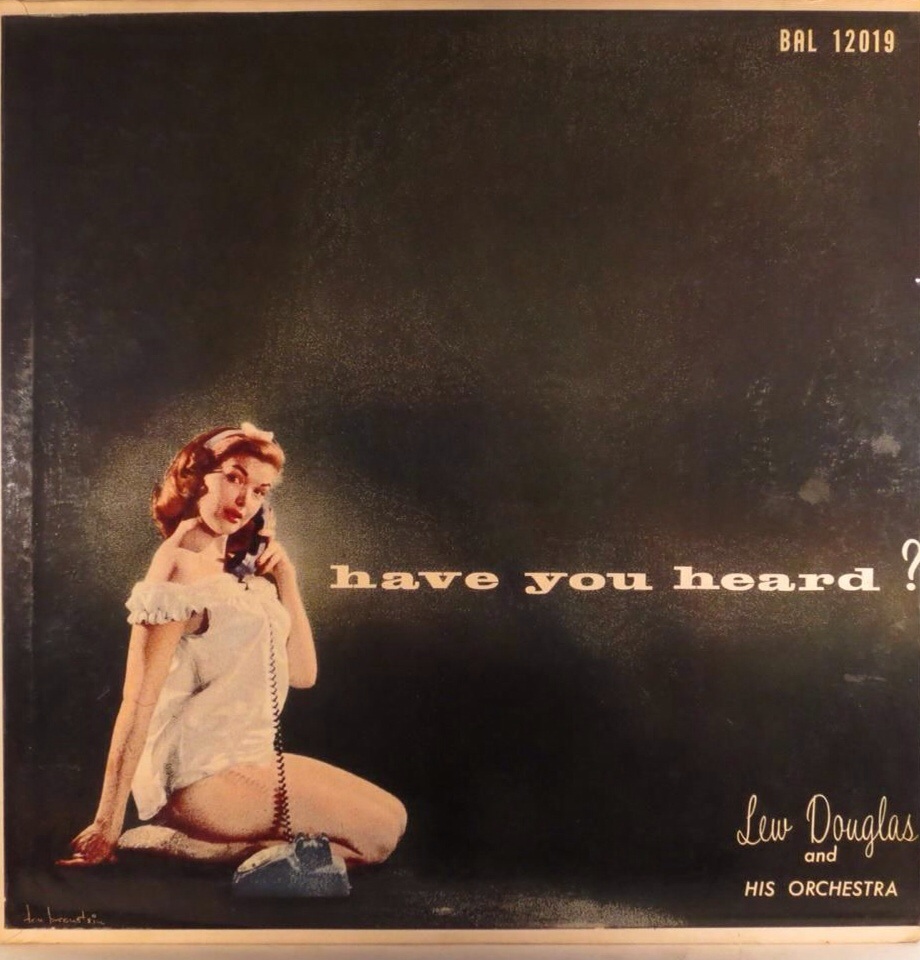 BAL 12019
have you heard ?
Lew Douglas
and
HIS ORCHESTRA